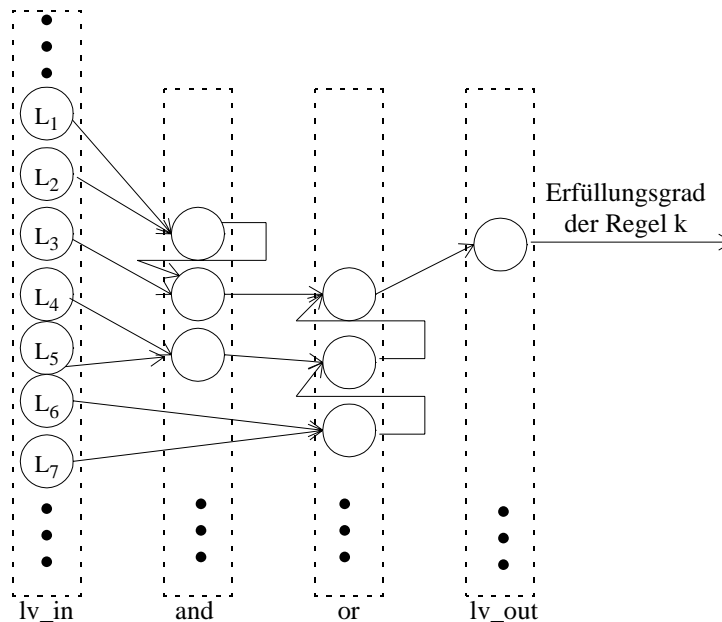 L1
L2
L3
L4
L5
L6
L7
Erfüllungsgrad
der Regel k
lv_in and or lv_out